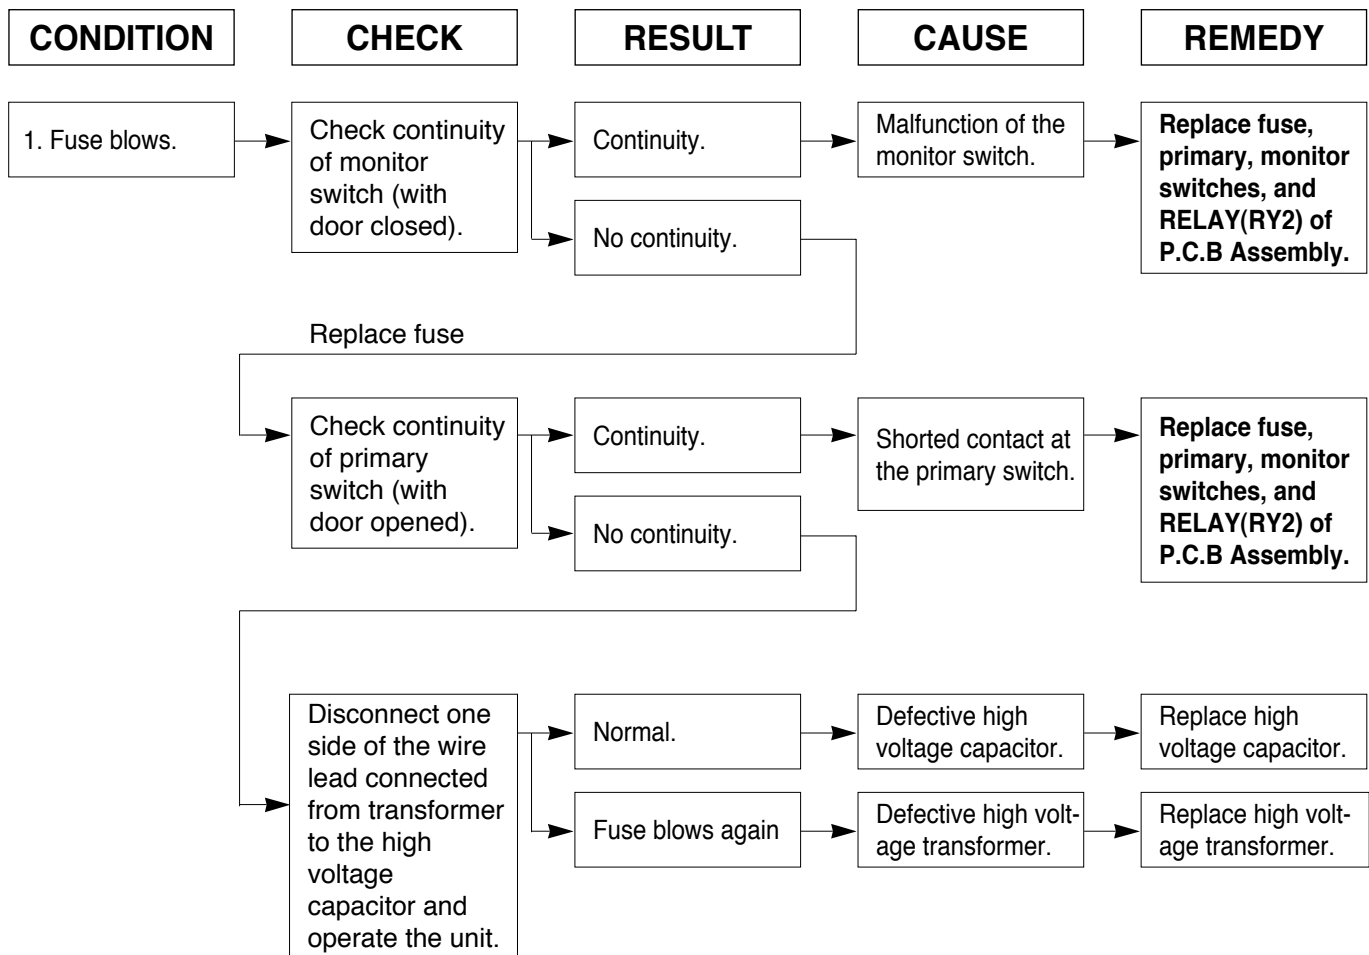 CONDITION
CHECK
RESULT
CAUSE
REMEDY
1. Fuse blows.
Check continuity
of monitor
switch (with
door closed).
Continuity.
Malfunction of the
monitor switch.
Replace fuse,
primary, monitor
switches, and
RELAY(RY2) of
P.C.B Assembly.
No continuity.
Replace fuse
Check continuity
of primary
switch (with
door opened).
Continuity.
Shorted contact at
the primary switch.
Replace fuse,
primary, monitor
switches, and
RELAY(RY2) of
P.C.B Assembly.
No continuity.
Disconnect one
side of the wire
lead connected
from transformer
to the high
voltage
capacitor and
operate the unit.
Normal.
Defective high
voltage capacitor.
Replace high
voltage capacitor.
Fuse blows again
Defective high volt-
age transformer.
Replace high volt-
age transformer.